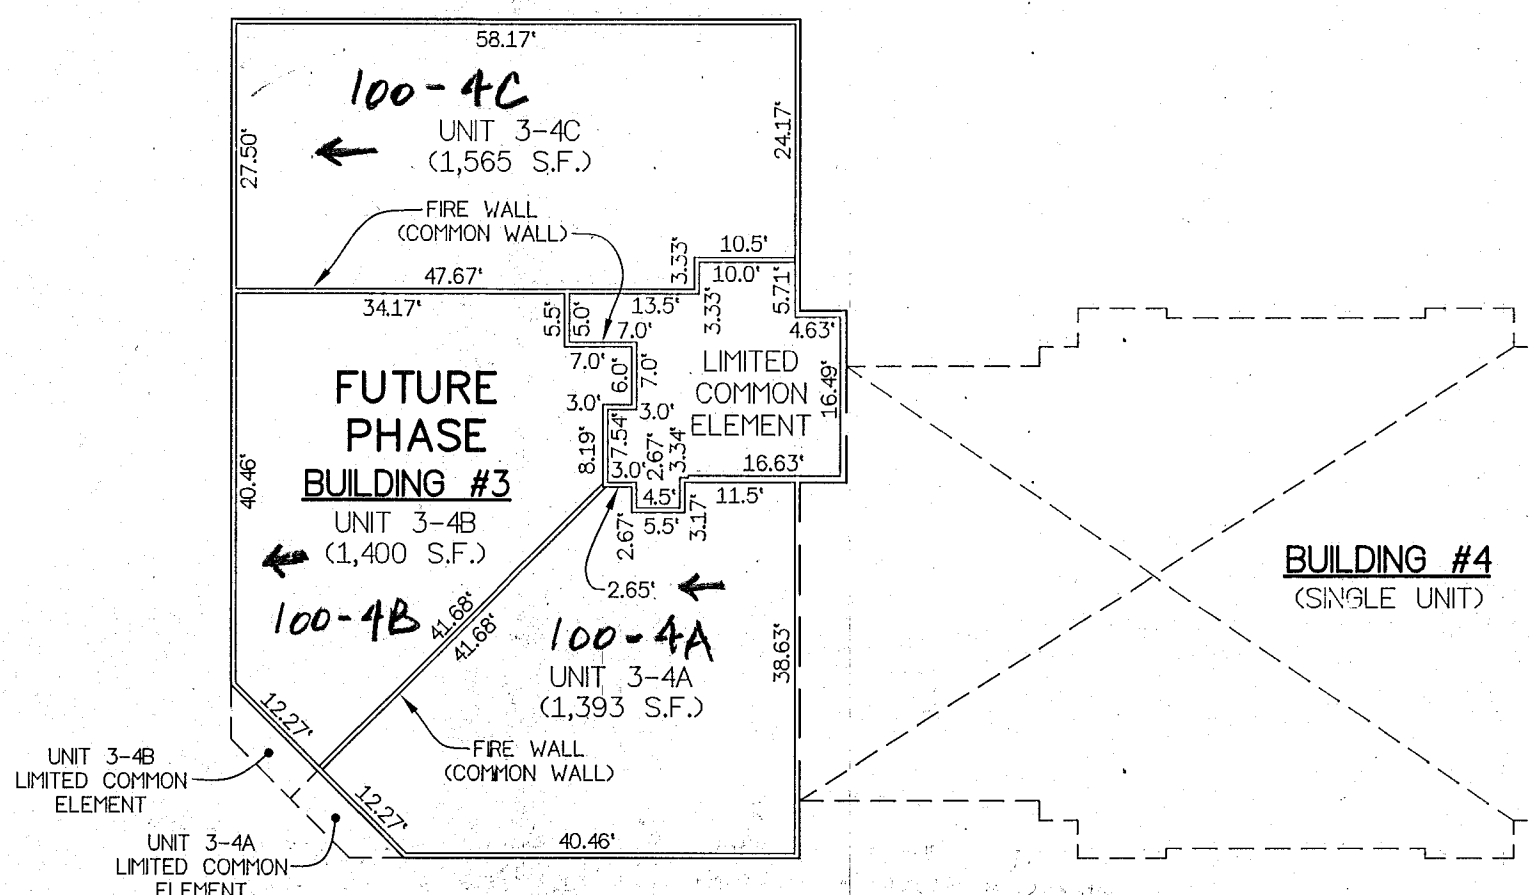 58.17'
100-4C
UNIT 3-4C
(1,565 S.F.)
27.50'
24.17'
FIRE WALL
(COMMON WALL)
47.67'
3.33'
10.5'
10.0'
5.71'
34.17'
5.5'
5.0'
13.5'
3.33'
7.0'
4.63'
7.0'
6.0'
7.0'
LIMITED
COMMON
ELEMENT
16.49'
FUTURE
PHASE
BUILDING #3
UNIT 3-4B
(1,400 S.F.)
40.46'
100-4B
3.0'
3.0'
8.19'
7.54'
2.67'
3.34'
3.0'
16.63'
4.5'
11.5'
5.5'
2.67'
3.17'
2.65'
41.68'
41.68'
100-4A
UNIT 3-4A
(1,393 S.F.)
38.63'
BUILDING #4
(SINGLE UNIT)
12.27'
FIRE WALL
(COMMON WALL)
UNIT 3-4B
LIMITED COMMON
ELEMENT
12.27'
40.46'
UNIT 3-4A
LIMITED COMMON
ELEMENT